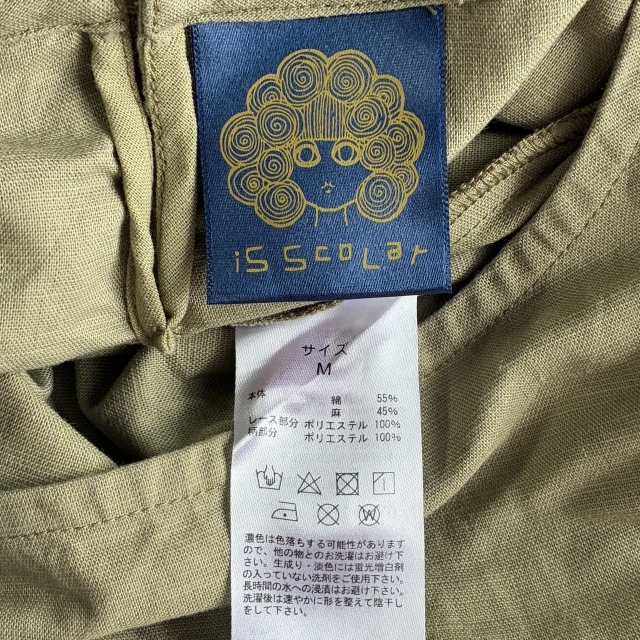 is scolar
サイズ
M
本体 綿 55%
麻 45%
レース部分 ポリエステル 100%
柄部分 ポリエステル 100%
W
濃色は色落ちする可能性があります
ので、他の物とのお洗濯はお避け下
さい。生成り・淡色には蛍光増白剤
の入っていない洗剤をご使用下さい。
長時間の水への浸漬はお避け下さい。
洗濯後は速やかに形を整えて陰干し
をして下さい。